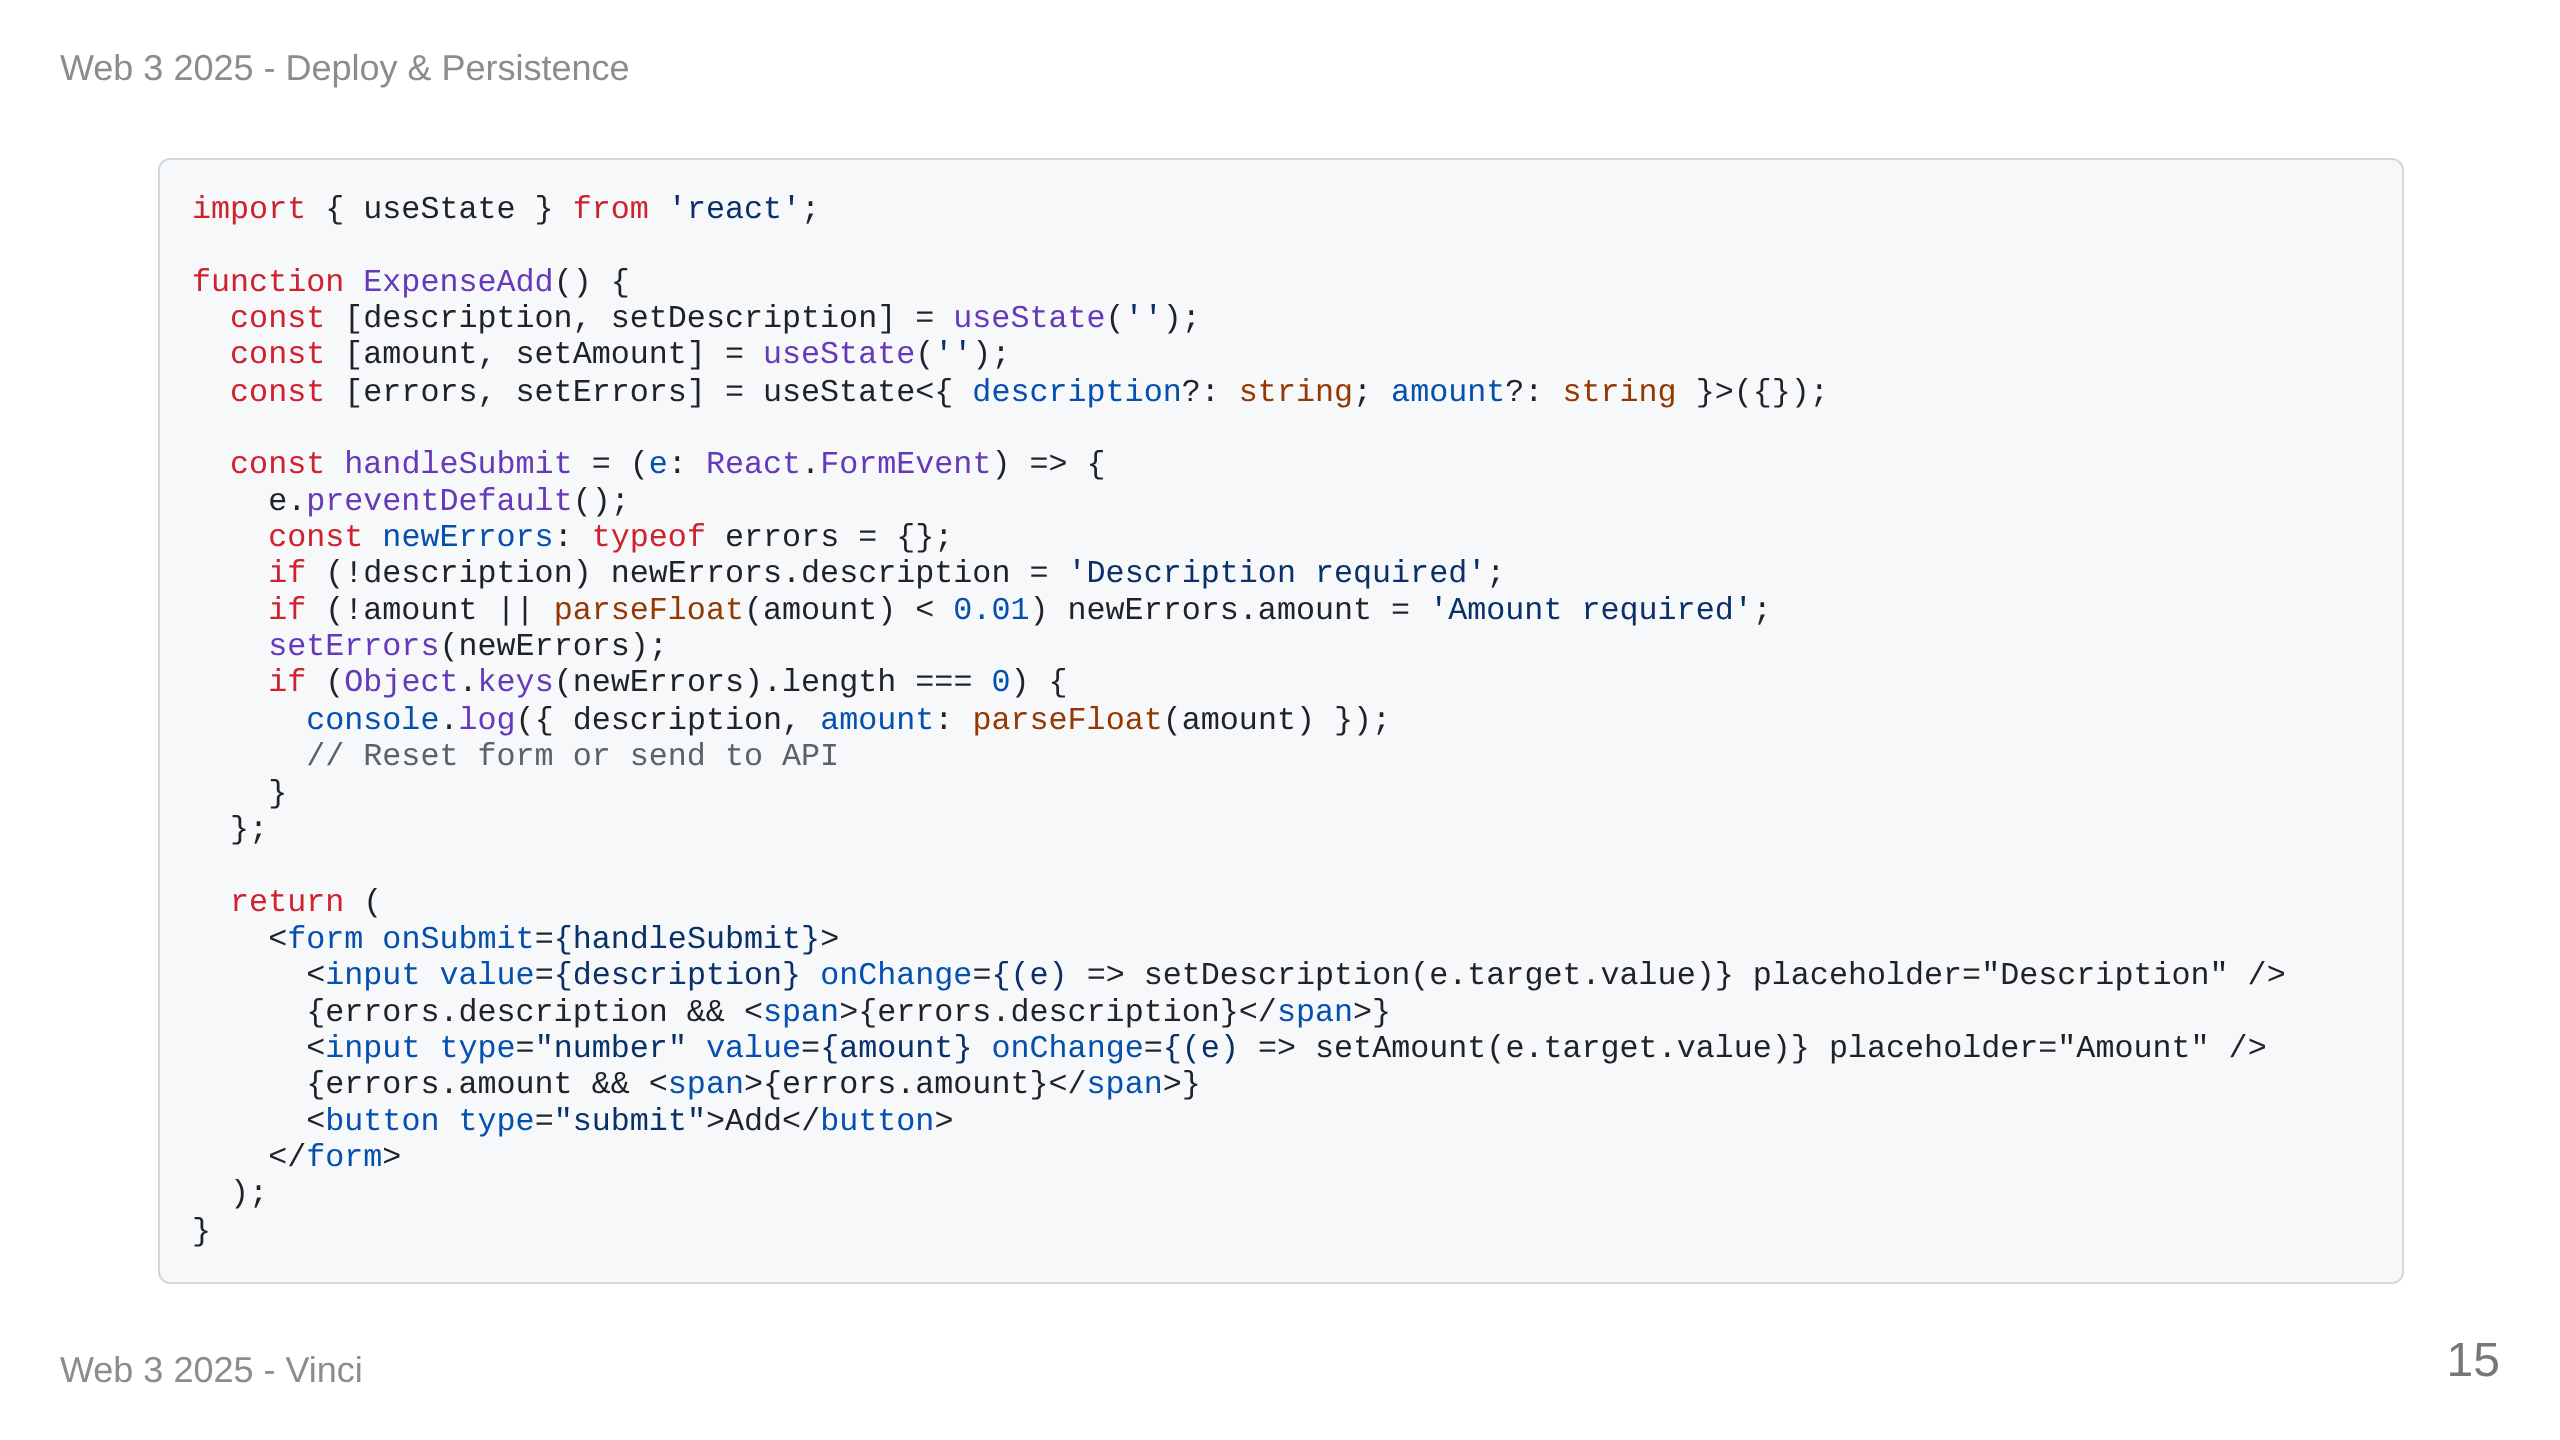 Web 3 2025 - Deploy & Persistence
import { useState } from 'react';

function ExpenseAdd() {
  const [description, setDescription] = useState('');
  const [amount, setAmount] = useState('');
  const [errors, setErrors] = useState<{ description?: string; amount?: string }>({});

  const handleSubmit = (e: React.FormEvent) => {
    e.preventDefault();
    const newErrors: typeof errors = {};
    if (!description) newErrors.description = 'Description required';
    if (!amount || parseFloat(amount) < 0.01) newErrors.amount = 'Amount required';
    setErrors(newErrors);
    if (Object.keys(newErrors).length === 0) {
      console.log({ description, amount: parseFloat(amount) });
      // Reset form or send to API
    }
  };

  return (
    <form onSubmit={handleSubmit}>
      <input value={description} onChange={(e) => setDescription(e.target.value)} placeholder="Description" />
      {errors.description && <span>{errors.description}</span>}
      <input type="number" value={amount} onChange={(e) => setAmount(e.target.value)} placeholder="Amount" />
      {errors.amount && <span>{errors.amount}</span>}
      <button type="submit">Add</button>
    </form>
  );
}
Web 3 2025 - Vinci
15